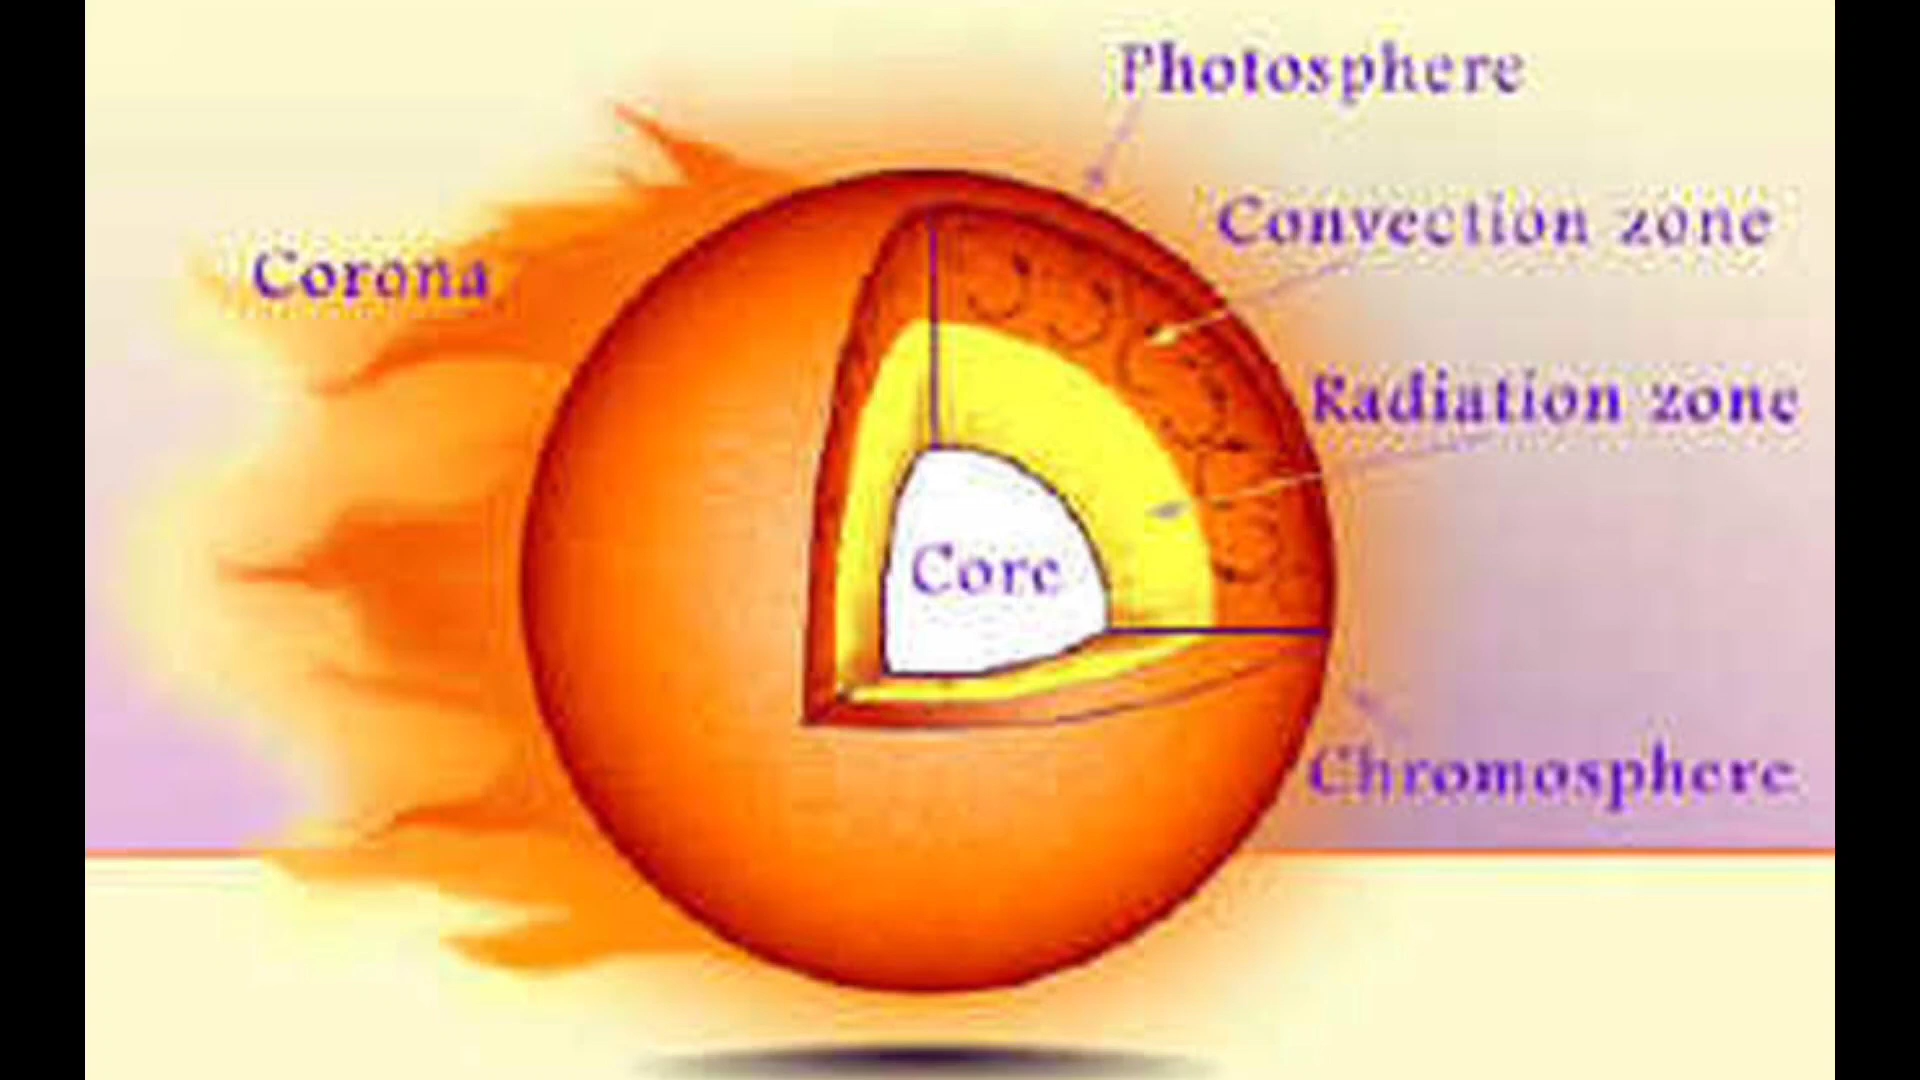 Photosphere
Convection zone
Corona
Radiation zone
Core
Chromosphere